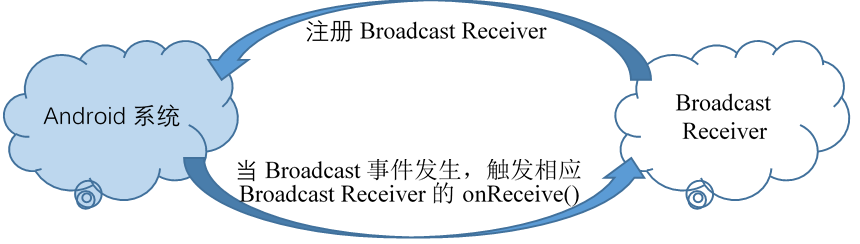 注册 Broadcast Receiver
Android 系统
Broadcast
Receiver
当 Broadcast 事件发生，触发相应
Broadcast Receiver 的 onReceive()